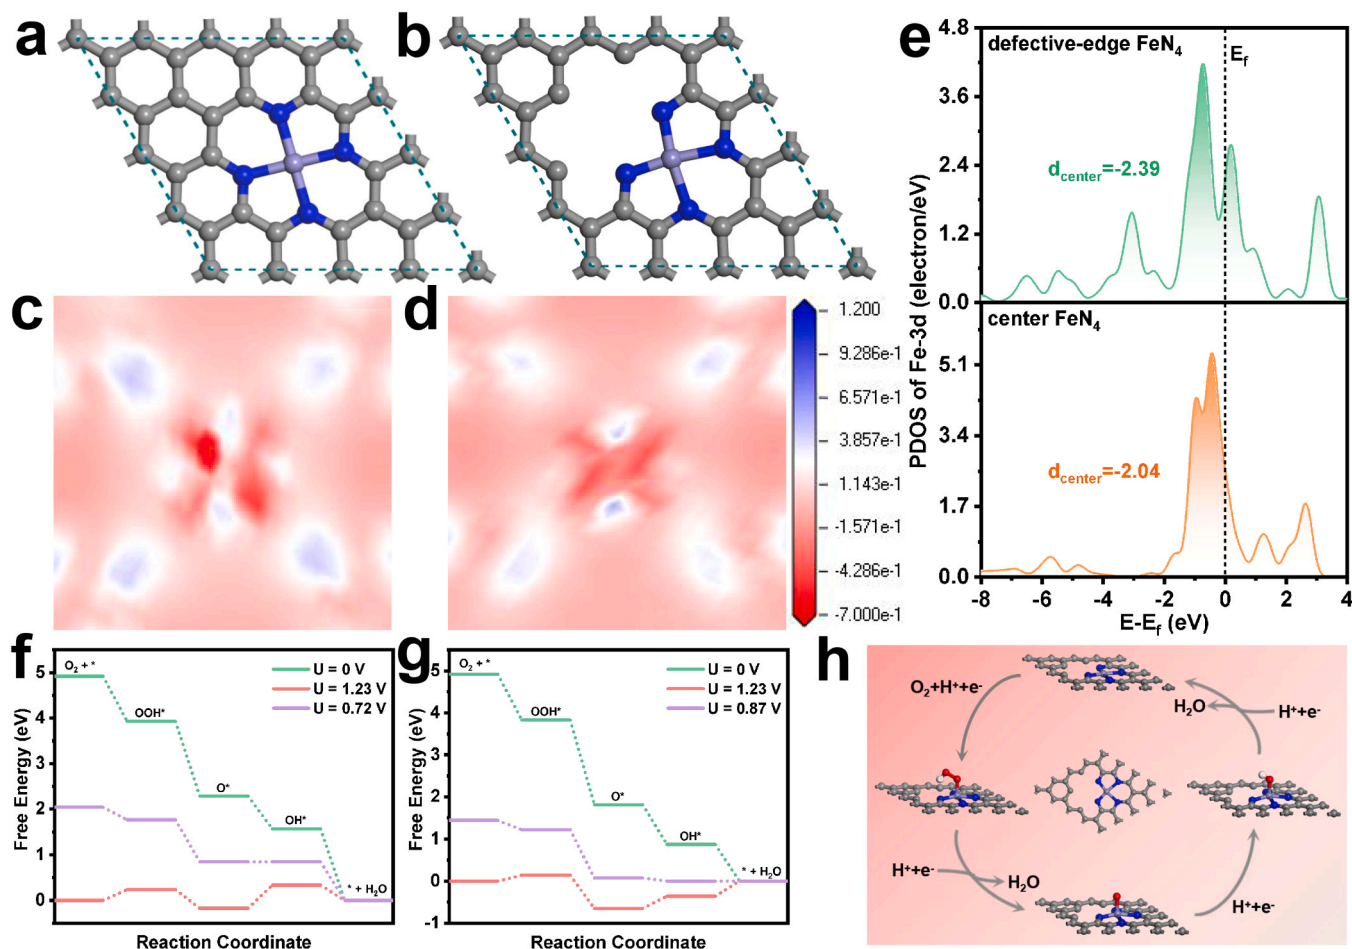 a
b
c
d
1.200
9.286e-1
6.571e-1
3.857e-1
1.143e-1
-1.571e-1
-4.286e-1
-7.000e-1
e
PDOS of Fe-3d (electron/eV)
4.8
3.6
2.4
1.2
0.0
defective-edge FeN4
Ef
dcenter=-2.39
5.1
3.4
1.7
0.0
center FeN4
dcenter=-2.04
-8 -6 -4 -2 0 2 4
E-Ef (eV)
f
Free Energy (eV)
5
4
3
2
1
0
O2 + *
OOH*
O*
OH*
* + H2O
U = 0 V
U = 1.23 V
U = 0.72 V
Reaction Coordinate
g
Free Energy (eV)
5
4
3
2
1
0
-1
O2 + *
OOH*
O*
OH*
* + H2O
U = 0 V
U = 1.23 V
U = 0.87 V
Reaction Coordinate
h
O2+H++e-
H2O
H++e-
H++e-
H2O
H++e-